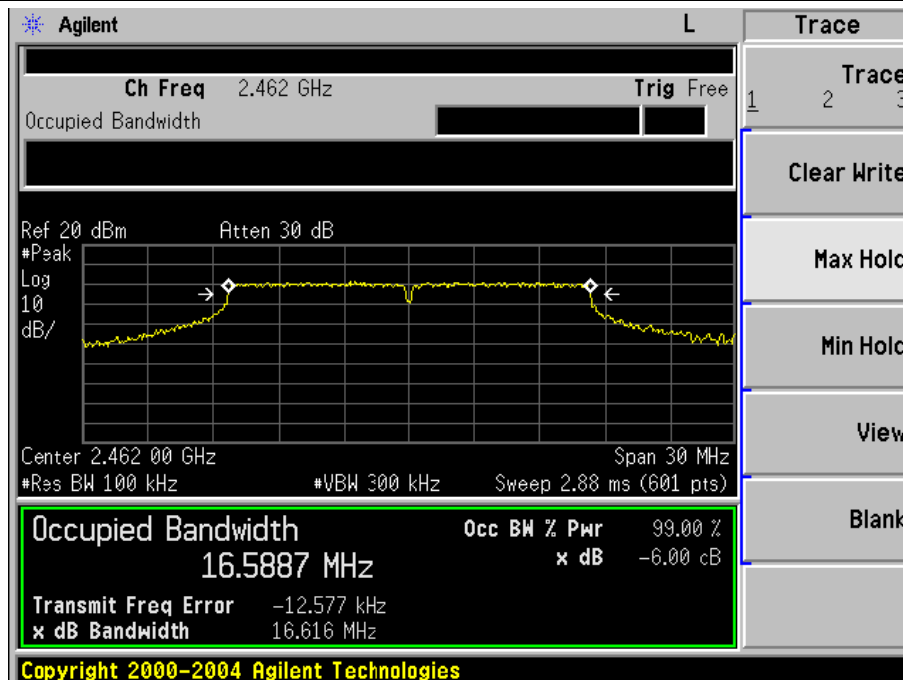 Agilent L Trace
Ch Freq 2.462 GHz Trig Free
Occupied Bandwidth
Trace
1 2 3
Clear Write
Max Hold
Min Hold
View
Blank
Ref 20 dBm Atten 30 dB
#Peak
Log
10
dB/
Center 2.462 00 GHz Span 30 MHz
#Res BW 100 kHz #VBW 300 kHz Sweep 2.88 ms (601 pts)
Occupied Bandwidth Occ BW % Pwr 99.00 %
16.5887 MHz x dB -6.00 dB
Transmit Freq Error -12.577 kHz
x dB Bandwidth 16.616 MHz
Copyright 2000-2004 Agilent Technologies